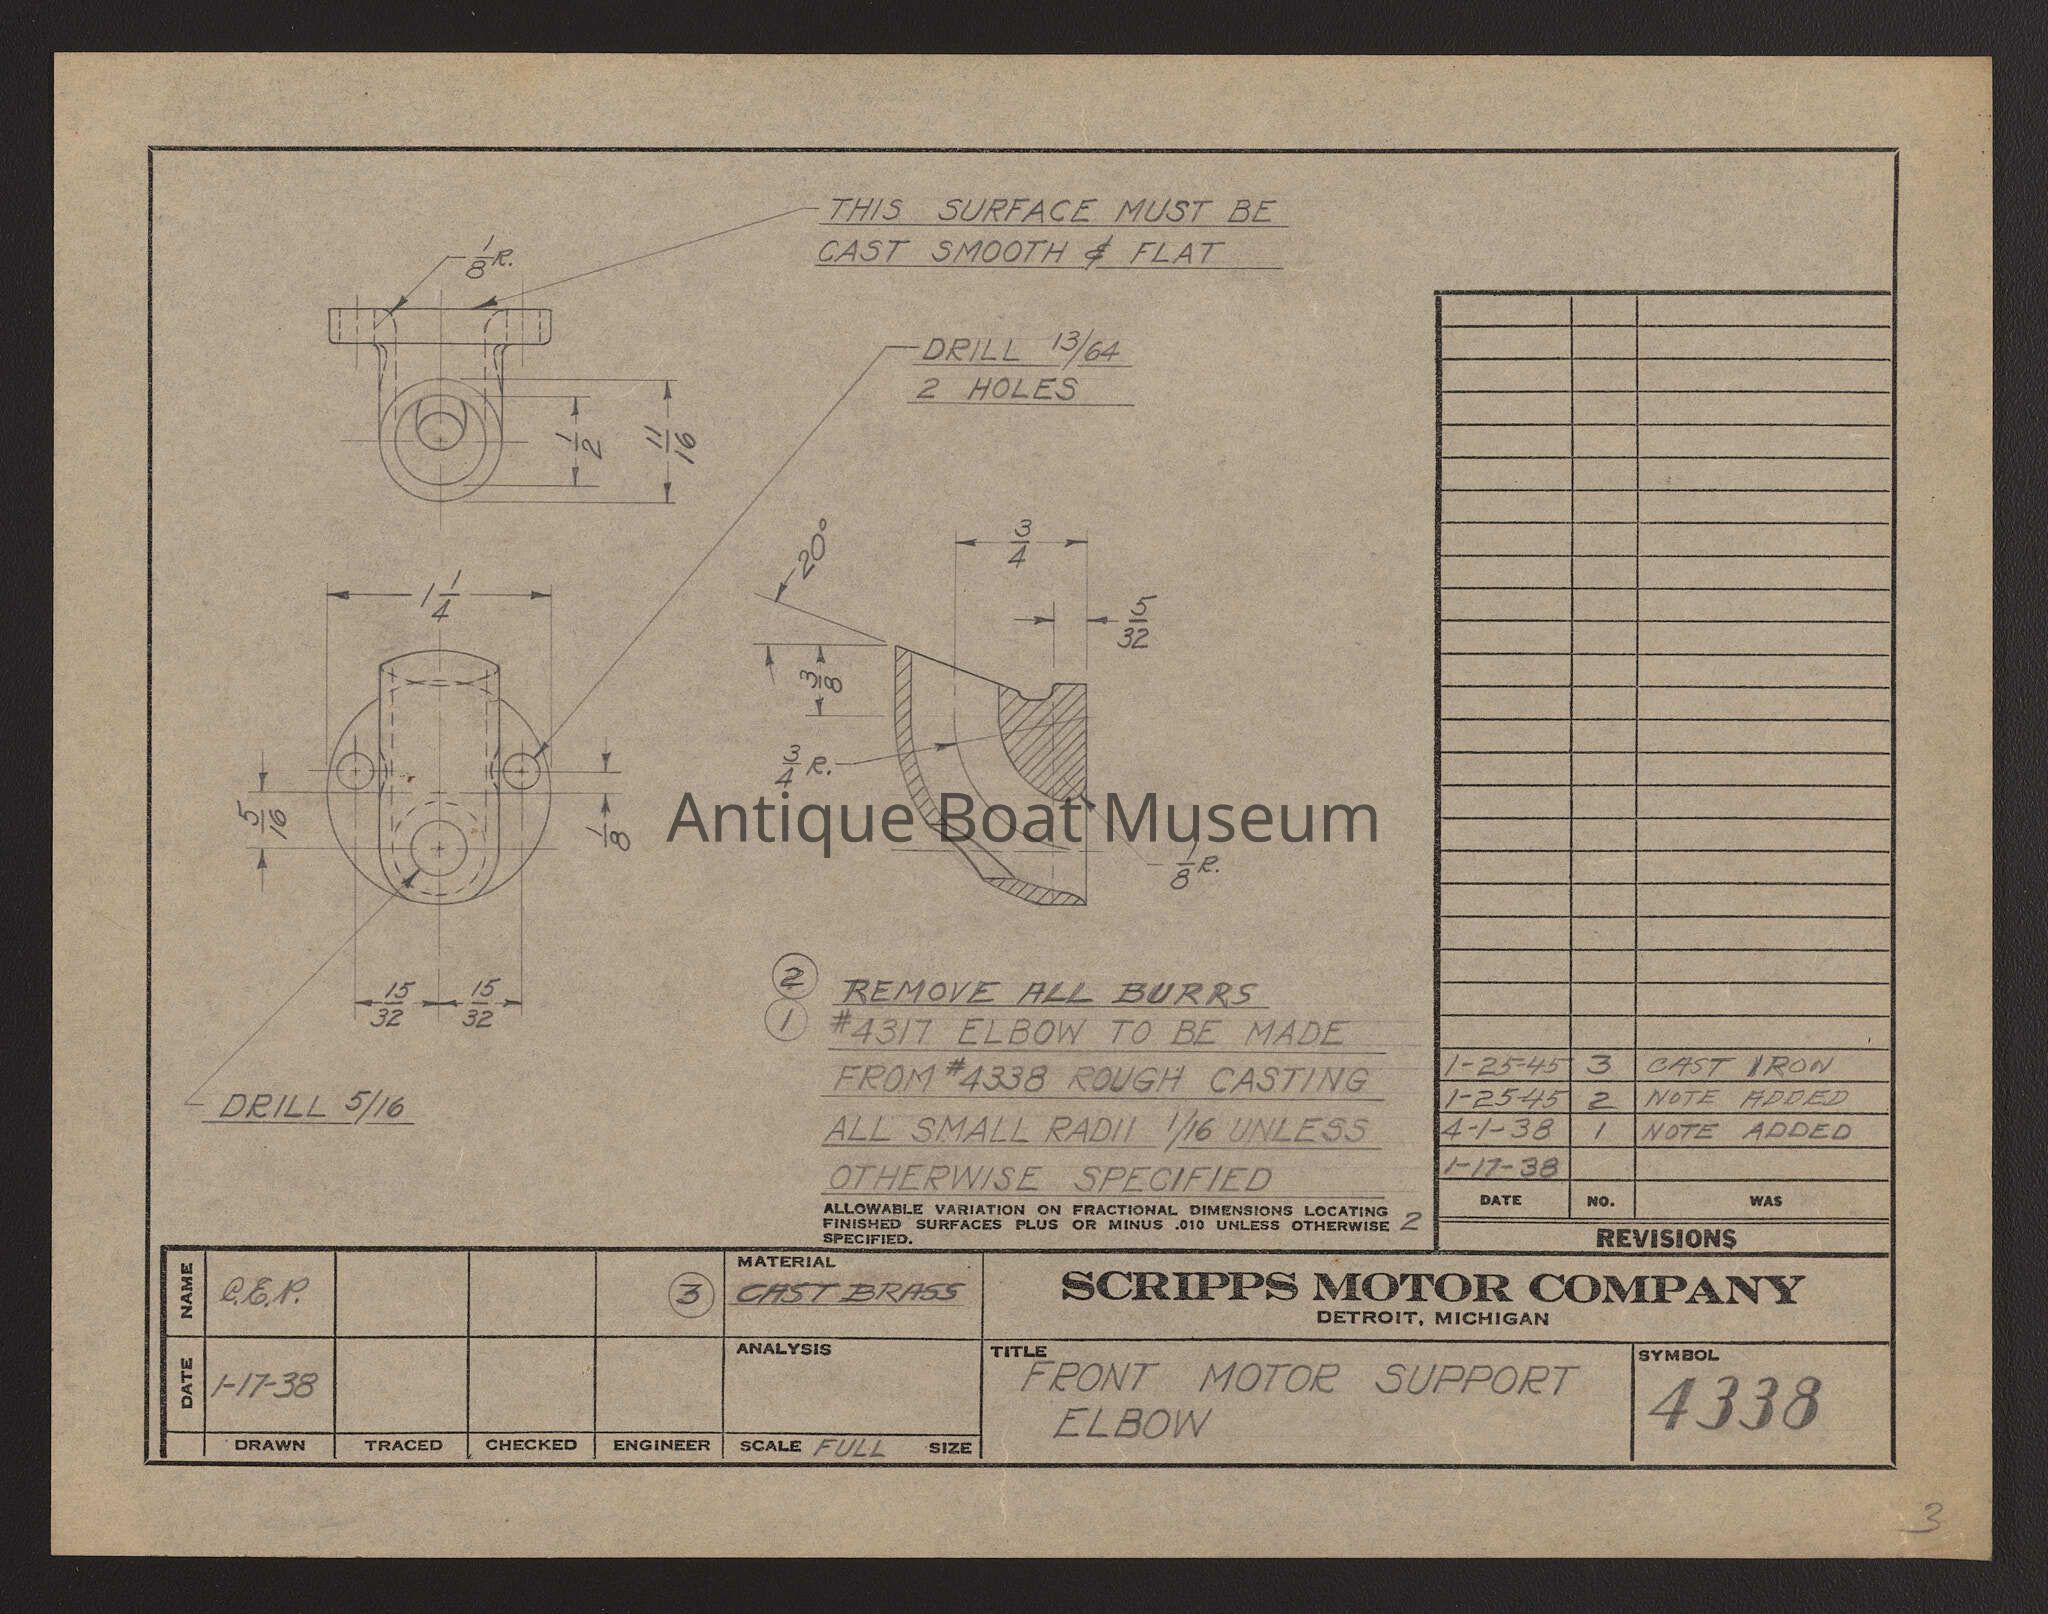 THIS SURFACE MUST BE
CAST SMOOTH & FLAT
1/8 R.
DRILL 13/64
2 HOLES
1/2
11/16
20°
3/4
1 1/4
5/32
3/8
3/4 R.
5/16
1/8
Antique Boat Museum
1/8 R.
15/32
15/32
DRILL 5/16
2 REMOVE ALL BURRS
1 #4317 ELBOW TO BE MADE
FROM #4338 ROUGH CASTING
ALL SMALL RADII 1/16 UNLESS
OTHERWISE SPECIFIED
ALLOWABLE VARIATION ON FRACTIONAL DIMENSIONS LOCATING
FINISHED SURFACES PLUS OR MINUS .010 UNLESS OTHERWISE 2
SPECIFIED.
1-25-45 3 CAST IRON
1-25-45 2 NOTE ADDED
4-1-38 1 NOTE ADDED
1-17-38
DATE NO. WAS
REVISIONS
NAME C.E.P.
3
MATERIAL
CAST BRASS
SCRIPPS MOTOR COMPANY
DETROIT, MICHIGAN
DATE 1-17-38
ANALYSIS
TITLE
FRONT MOTOR SUPPORT
ELBOW
SYMBOL
4338
DRAWN TRACED CHECKED ENGINEER SCALE FULL SIZE
3